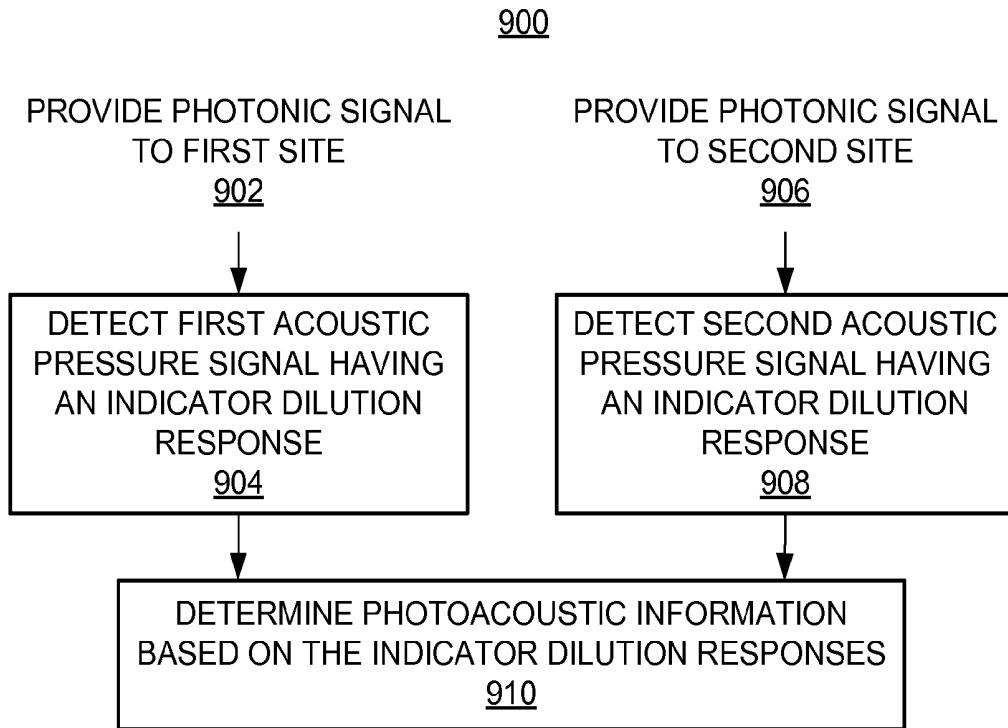 900
PROVIDE PHOTONIC SIGNAL
TO FIRST SITE
902
PROVIDE PHOTONIC SIGNAL
TO SECOND SITE
906
DETECT FIRST ACOUSTIC
PRESSURE SIGNAL HAVING
AN INDICATOR DILUTION
RESPONSE
904
DETECT SECOND ACOUSTIC
PRESSURE SIGNAL HAVING
AN INDICATOR DILUTION
RESPONSE
908
DETERMINE PHOTOACOUSTIC INFORMATION
BASED ON THE INDICATOR DILUTION RESPONSES
910